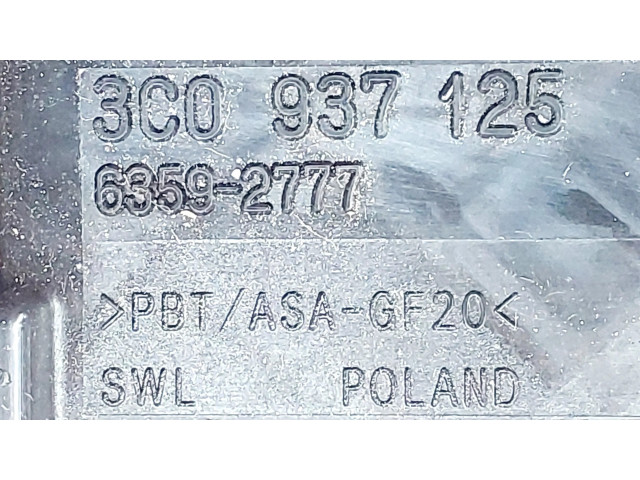 3C0 937 125
6359-2777
>PBT/ASA-GF20<
SWL POLAND